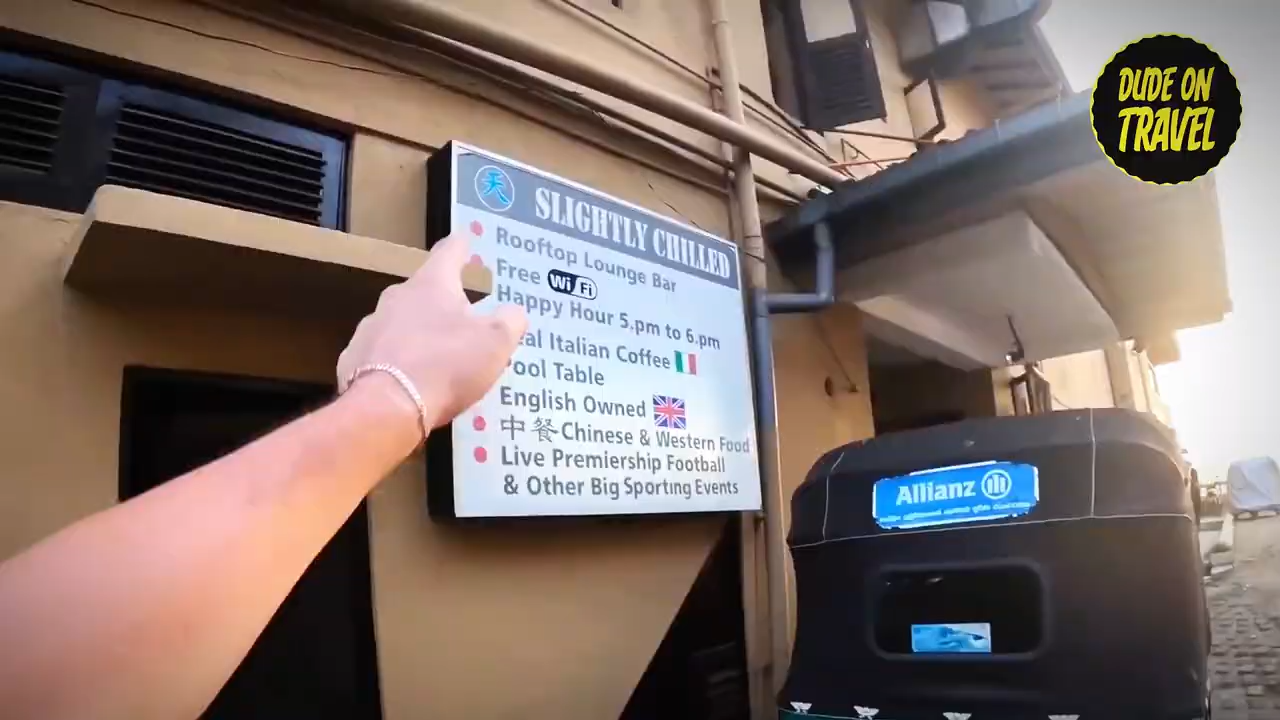 天 SLIGHTLY CHILLED
Rooftop Lounge Bar
Free Wi Fi
Happy Hour 5.pm to 6.pm
Italian Coffee
Pool Table
English Owned
中餐 Chinese & Western Food
Live Premiership Football
& Other Big Sporting Events
DUDE ON
TRAVEL
Allianz